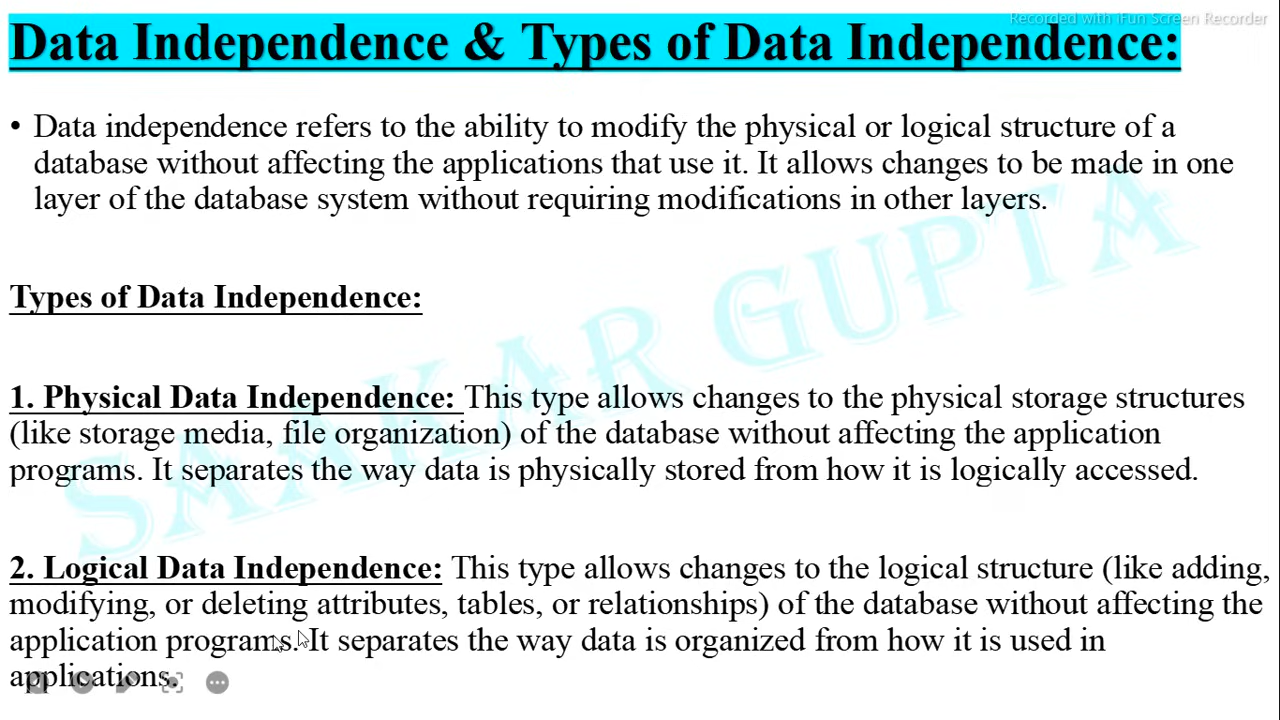 Recorded with iFun Screen Recorder
Data Independence & Types of Data Independence:
• Data independence refers to the ability to modify the physical or logical structure of a
database without affecting the applications that use it. It allows changes to be made in one
layer of the database system without requiring modifications in other layers.
Types of Data Independence:
1. Physical Data Independence: This type allows changes to the physical storage structures
(like storage media, file organization) of the database without affecting the application
programs. It separates the way data is physically stored from how it is logically accessed.
2. Logical Data Independence: This type allows changes to the logical structure (like adding,
modifying, or deleting attributes, tables, or relationships) of the database without affecting the
application programs. It separates the way data is organized from how it is used in
applications.
SAAKAR GUPTA